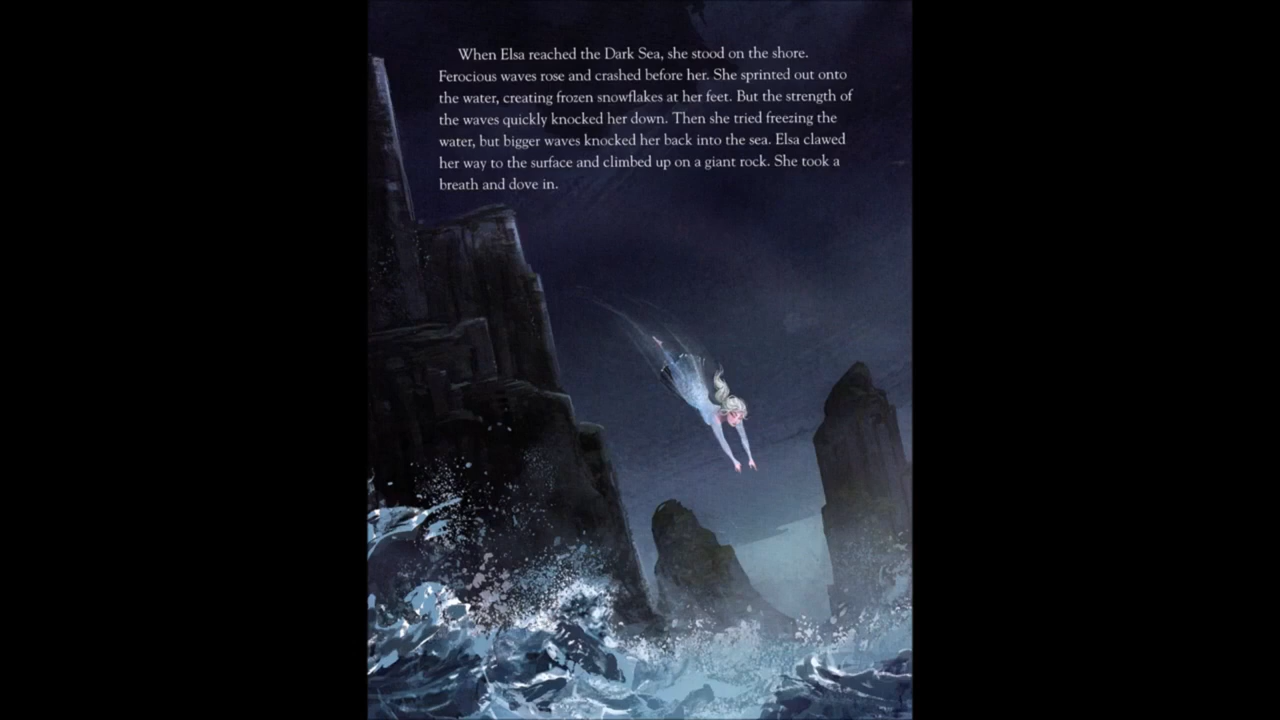 When Elsa reached the Dark Sea, she stood on the shore.
Ferocious waves rose and crashed before her. She sprinted out onto
the water, creating frozen snowflakes at her feet. But the strength of
the waves quickly knocked her down. Then she tried freezing the
water, but bigger waves knocked her back into the sea. Elsa clawed
her way to the surface and climbed up on a giant rock. She took a
breath and dove in.